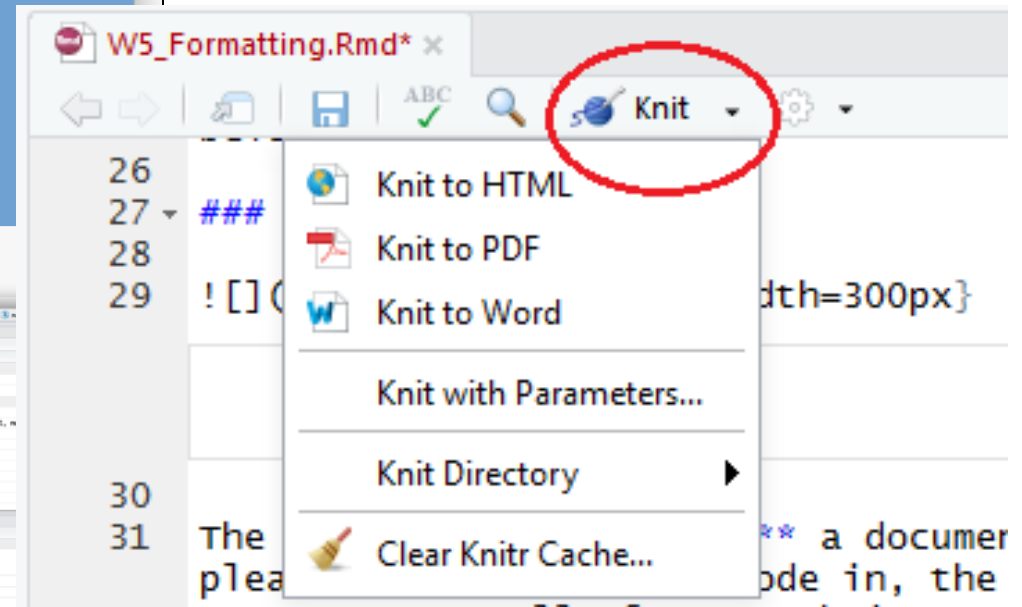 W5_Formatting.Rmd* ×
ABC Knit
26
27 ###
28
29 ![]( dth=300px}
Knit to HTML
Knit to PDF
Knit to Word
Knit with Parameters...
Knit Directory
Clear Knitr Cache...
30
31 The ** a documen
plea ode in, the